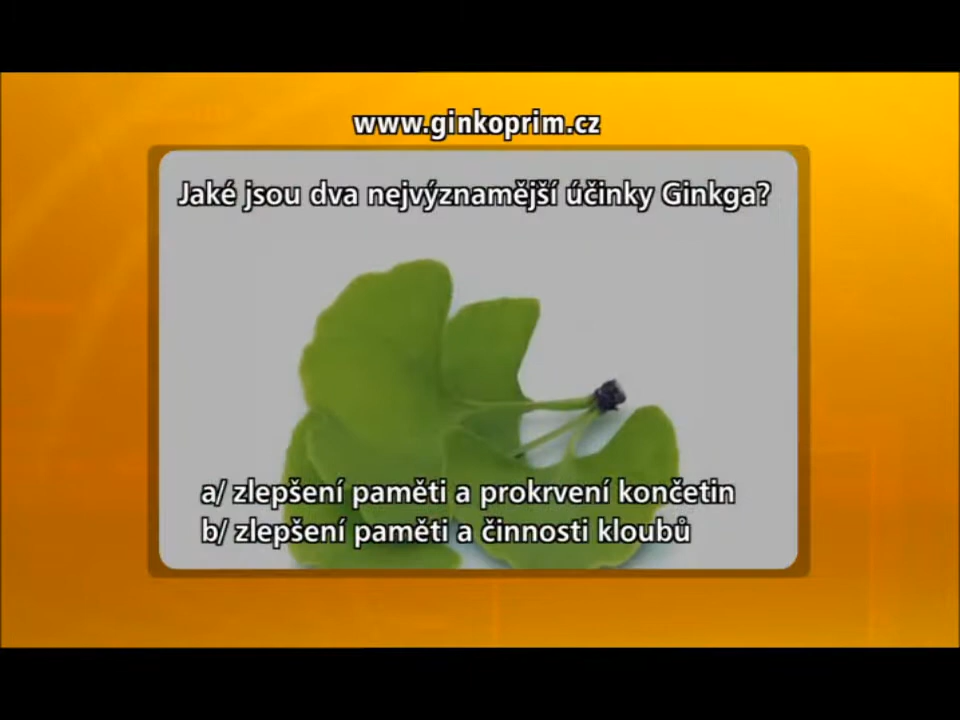 www.ginkoprim.cz
Jaké jsou dva nejvýznamější účinky Ginkga?
a/ zlepšení paměti a prokrvení končetin
b/ zlepšení paměti a činnosti kloubů